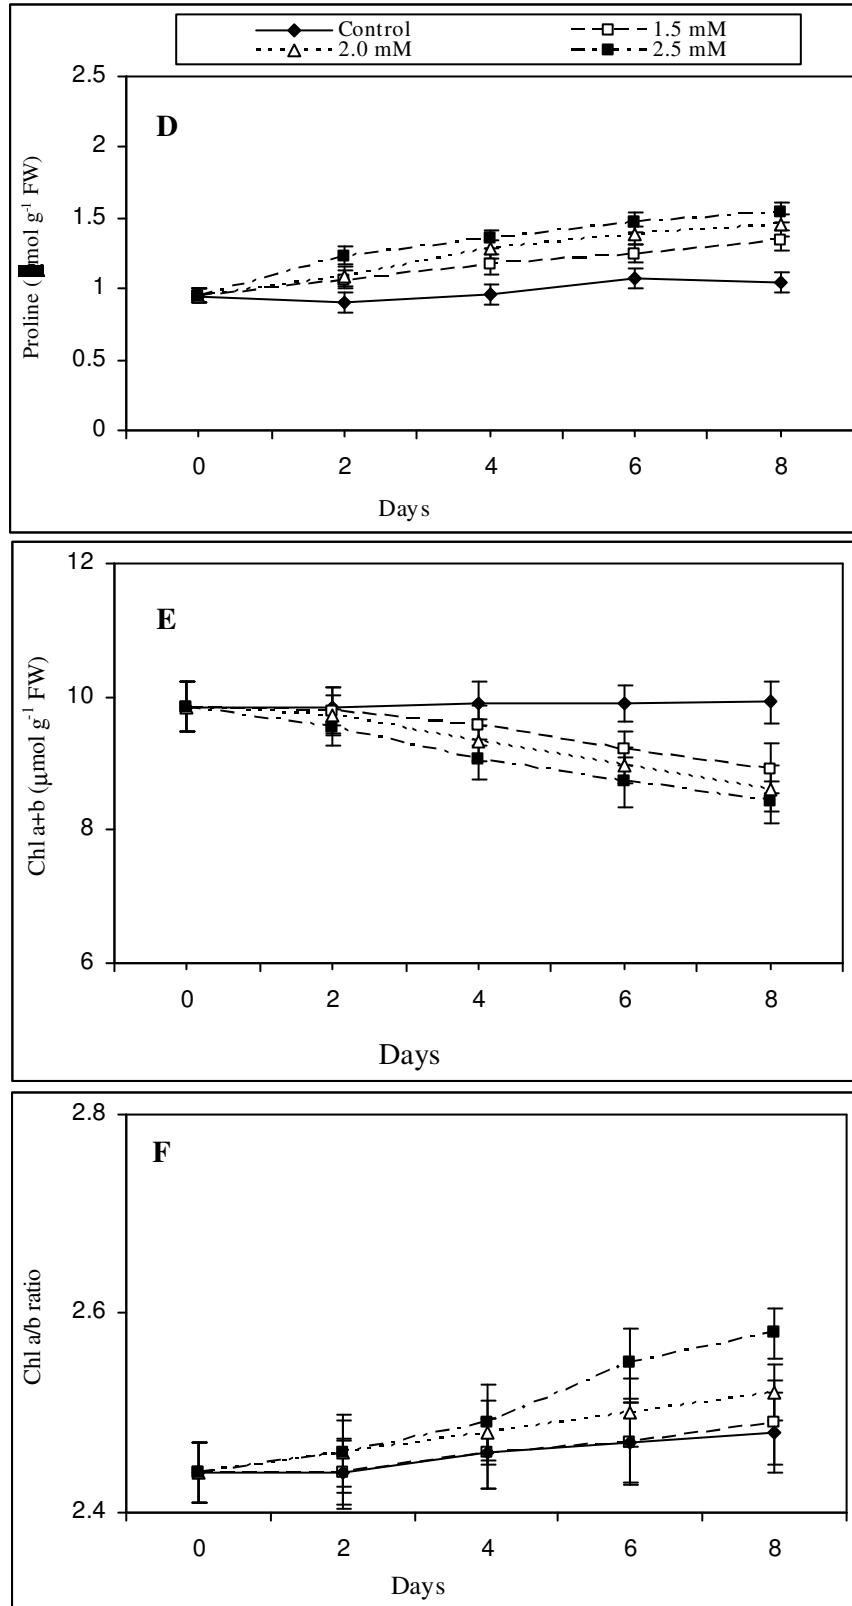 Control 1.5 mM
2.0 mM 2.5 mM
D
Proline ( mol g-1 FW)
2.5
2
1.5
1
0.5
0
0 2 4 6 8
Days
E
Chl a+b (μmol g-1 FW)
12
10
8
6
0 2 4 6 8
Days
F
Chl a/b ratio
2.8
2.6
2.4
0 2 4 6 8
Days